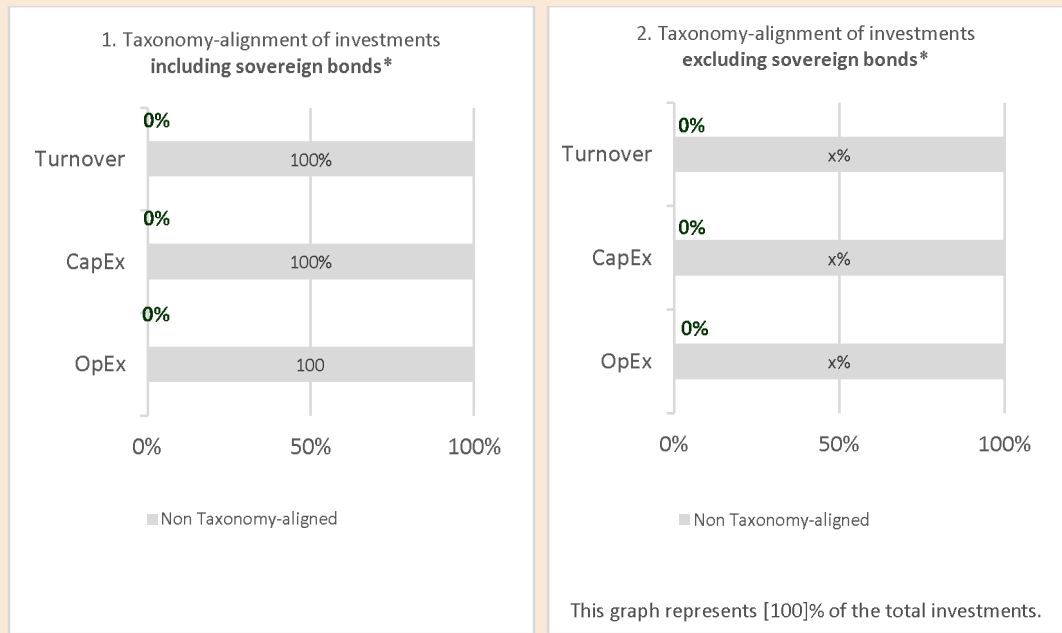 1. Taxonomy-alignment of investments
including sovereign bonds*
0%
Turnover
100%
0%
CapEx
100%
0%
OpEx
100
0% 50% 100%
Non Taxonomy-aligned
2. Taxonomy-alignment of investments
excluding sovereign bonds*
0%
Turnover
x%
0%
CapEx
x%
0%
OpEx
x%
0% 50% 100%
Non Taxonomy-aligned
This graph represents [100]% of the total investments.